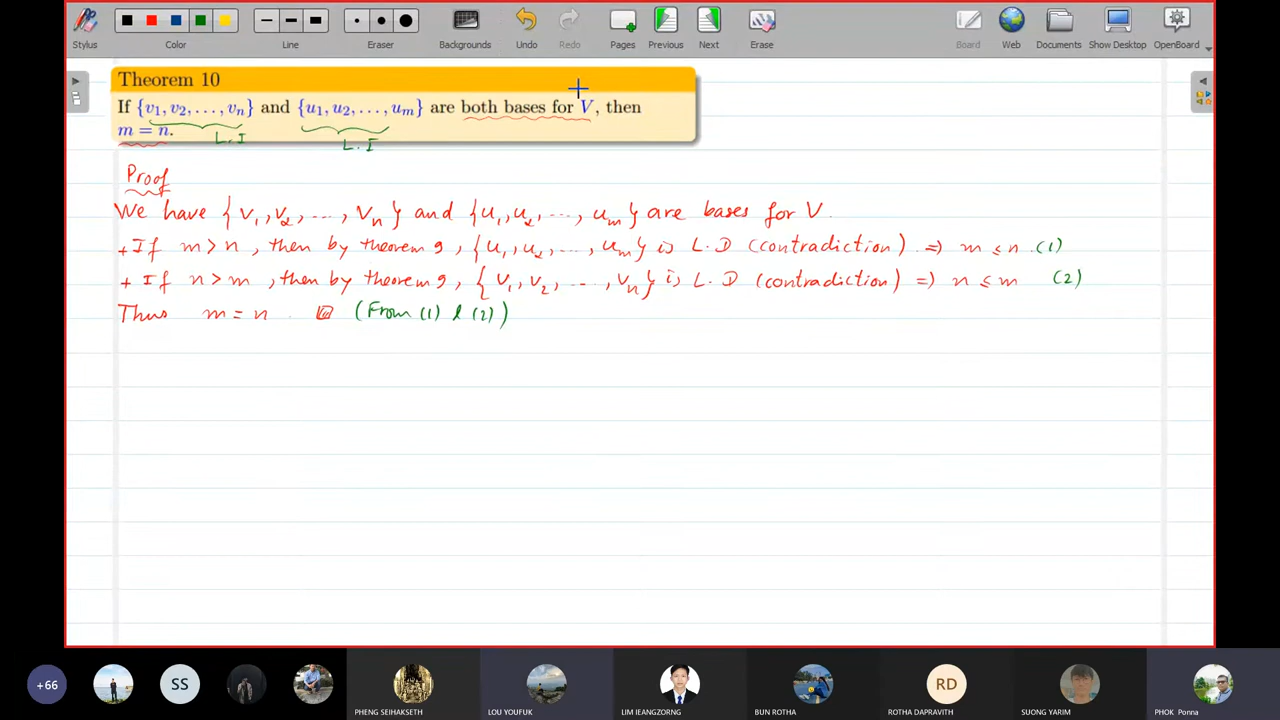 Stylus Color Line Eraser Backgrounds Undo Redo Pages Previous Next Erase Board Web Documents Show Desktop OpenBoard
Theorem 10
If {v₁, v₂, . . . , vₙ} and {u₁, u₂, . . . , uₘ} are both bases for V, then
m = n.
L.I L.I
Proof
We have {v₁, v₂, ..., vₙ} and {u₁, u₂, ..., uₘ} are bases for V.
+ If m > n, then by theorem 9, {u₁, u₂, ..., uₘ} is L.D (contradiction) => m ≤ n. (1)
+ If n > m, then by theorem 9, {v₁, v₂, ..., vₙ} is L.D (contradiction) => n ≤ m (2)
Thus m = n. (From (1) & (2))
+66 SS RD
PHENG SEIHAKSETH LOU YOUFUK LIM IEANGZORNG BUN ROTHA ROTHA DAPRAVITH SUONG YARIM PHOK Ponna